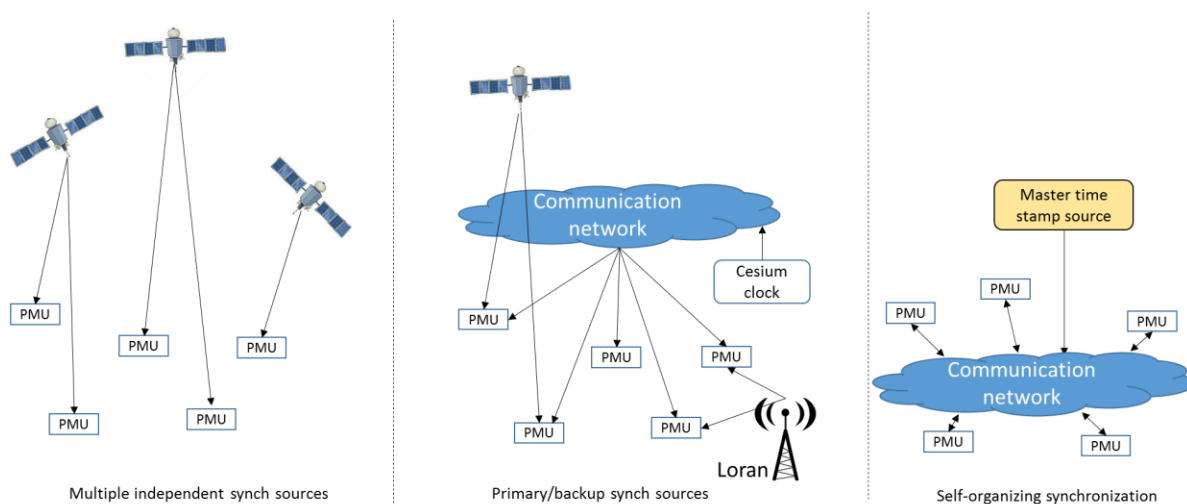 PMU
PMU
PMU
PMU
PMU
Multiple independent synch sources
Communication
network
Cesium
clock
PMU
PMU
PMU
PMU
PMU
Loran
Primary/backup synch sources
Master time
stamp source
PMU
PMU
PMU
Communication
network
PMU
PMU
Self-organizing synchronization